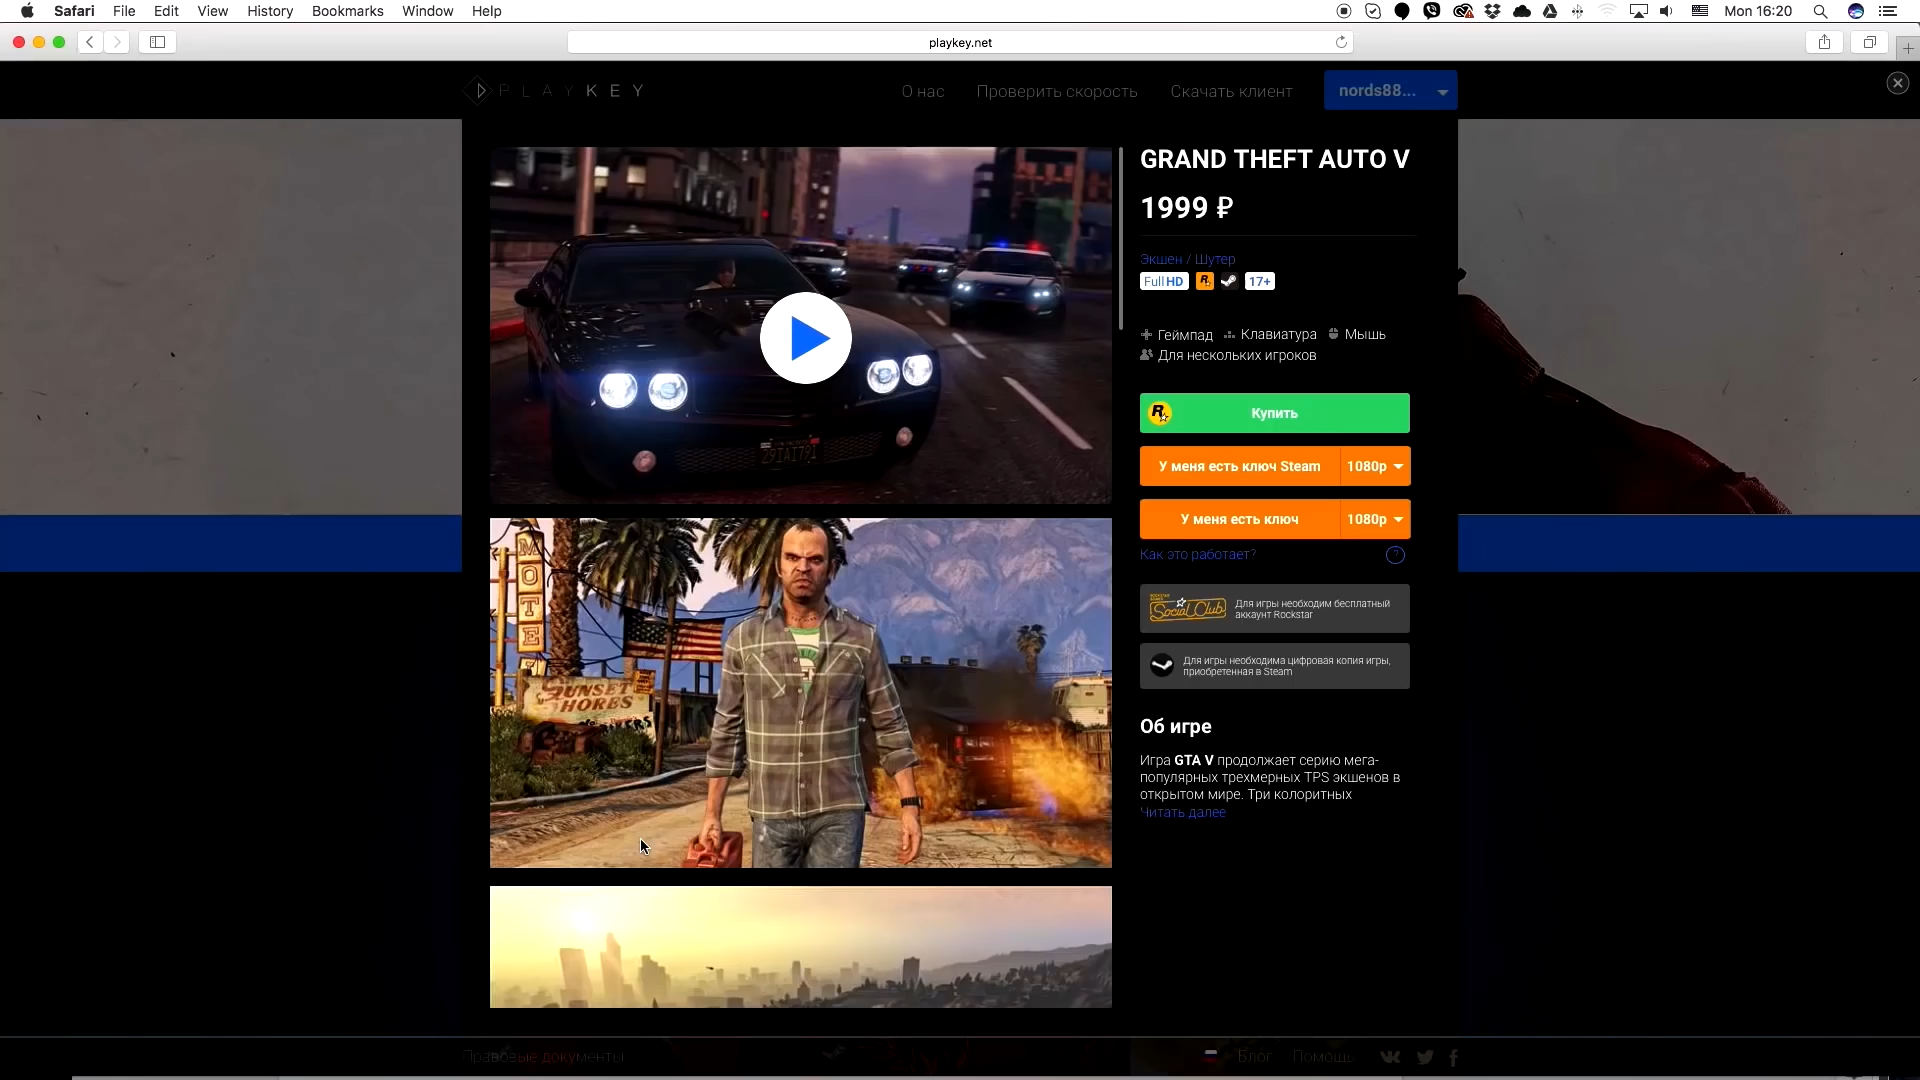 Safari File Edit View History Bookmarks Window Help
Mon 16:20
playkey.net
PLAYKEY
О нас Проверить скорость Скачать клиент nords88...
GRAND THEFT AUTO V
1999 ₽
Экшен / Шутер
Full HD 17+
Геймпад Клавиатура Мышь
Для нескольких игроков
Купить
У меня есть ключ Steam 1080p
У меня есть ключ 1080p
Как это работает? ?
Social Club
Для игры необходим бесплатный
аккаунт Rockstar
Для игры необходима цифровая копия игры,
приобретенная в Steam
Об игре
Игра GTA V продолжает серию мега-
популярных трехмерных TPS экшенов в
открытом мире. Три колоритных
Читать далее
MOTE
SUNSET
SHORES
Правовые документы
Блог Помощь